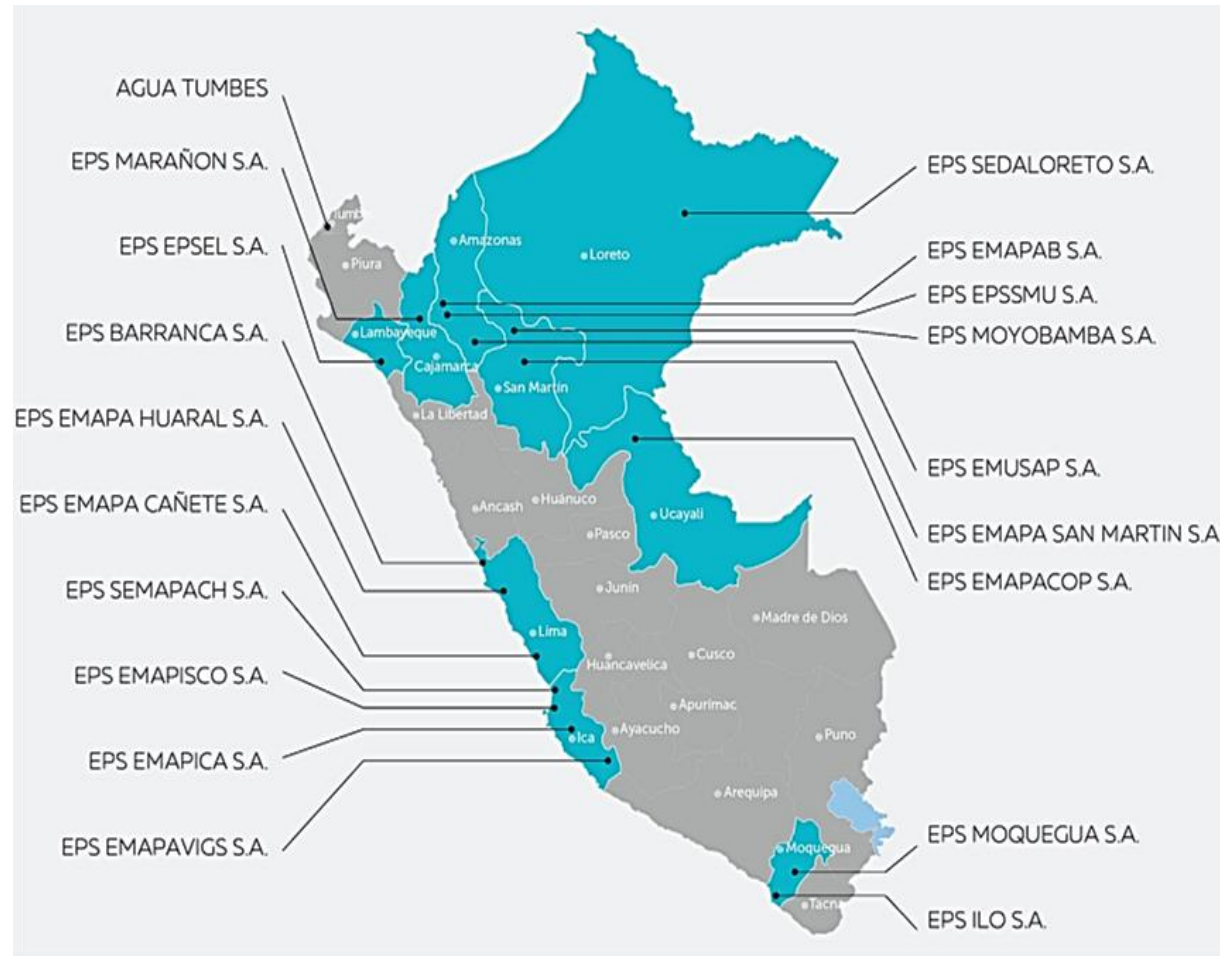 AGUA TUMBES
EPS MARAÑON S.A.
EPS EPSEL S.A.
EPS BARRANCA S.A.
EPS EMAPA HUARAL S.A.
EPS EMAPA CAÑETE S.A.
EPS SEMAPACH S.A.
EPS EMAPISCO S.A.
EPS EMAPICA S.A.
EPS EMAPAVIGS S.A.
Piura
Amazonas
Loreto
Lambayeque
Cajamarca
San Martín
La Libertad
Ancash
Huánuco
Ucayali
Pasco
Junín
Madre de Dios
Lima
Huancavelica
Cusco
Apurímac
Ayacucho
Ica
Puno
Arequipa
Moquegua
Tacna
EPS SEDALORETO S.A.
EPS EMAPAB S.A.
EPS EPSSMU S.A.
EPS MOYOBAMBA S.A.
EPS EMUSAP S.A.
EPS EMAPA SAN MARTIN S.A
EPS EMAPACOP S.A.
EPS MOQUEGUA S.A.
EPS ILO S.A.